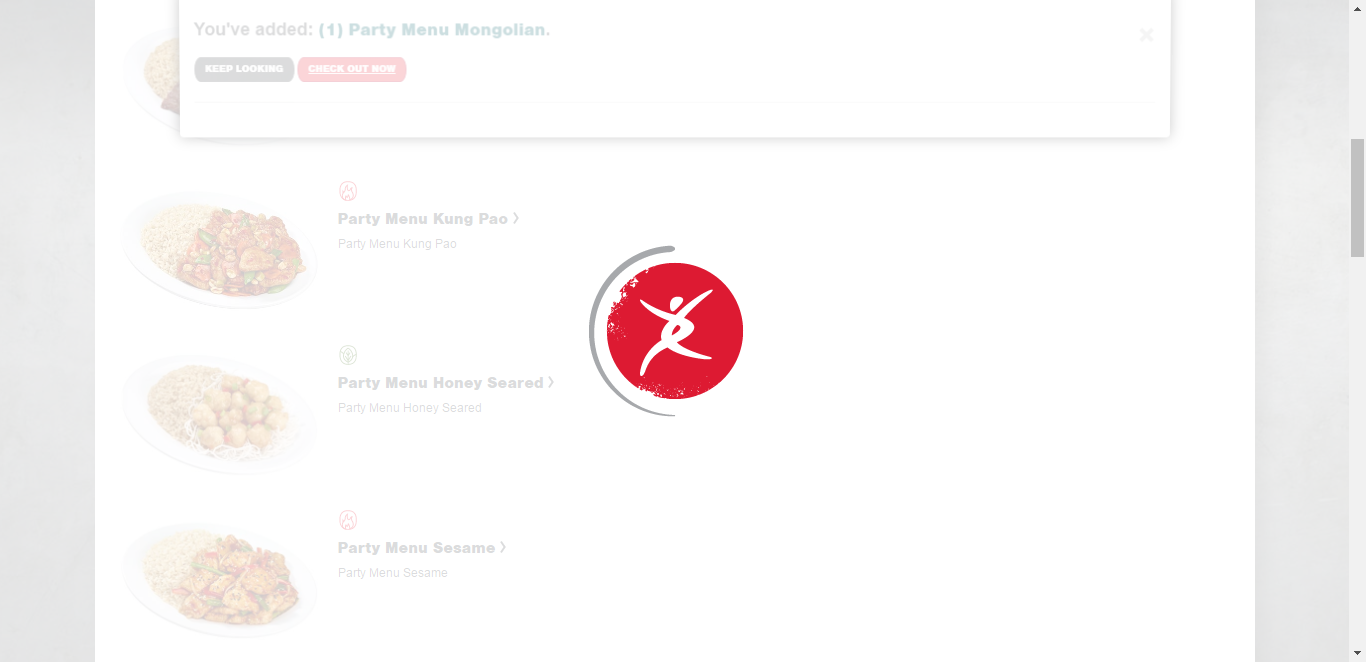 You've added: (1) Party Menu Mongolian.
KEEP LOOKING
CHECK OUT NOW
Party Menu Kung Pao
Party Menu Kung Pao
Party Menu Honey Seared
Party Menu Honey Seared
Party Menu Sesame
Party Menu Sesame